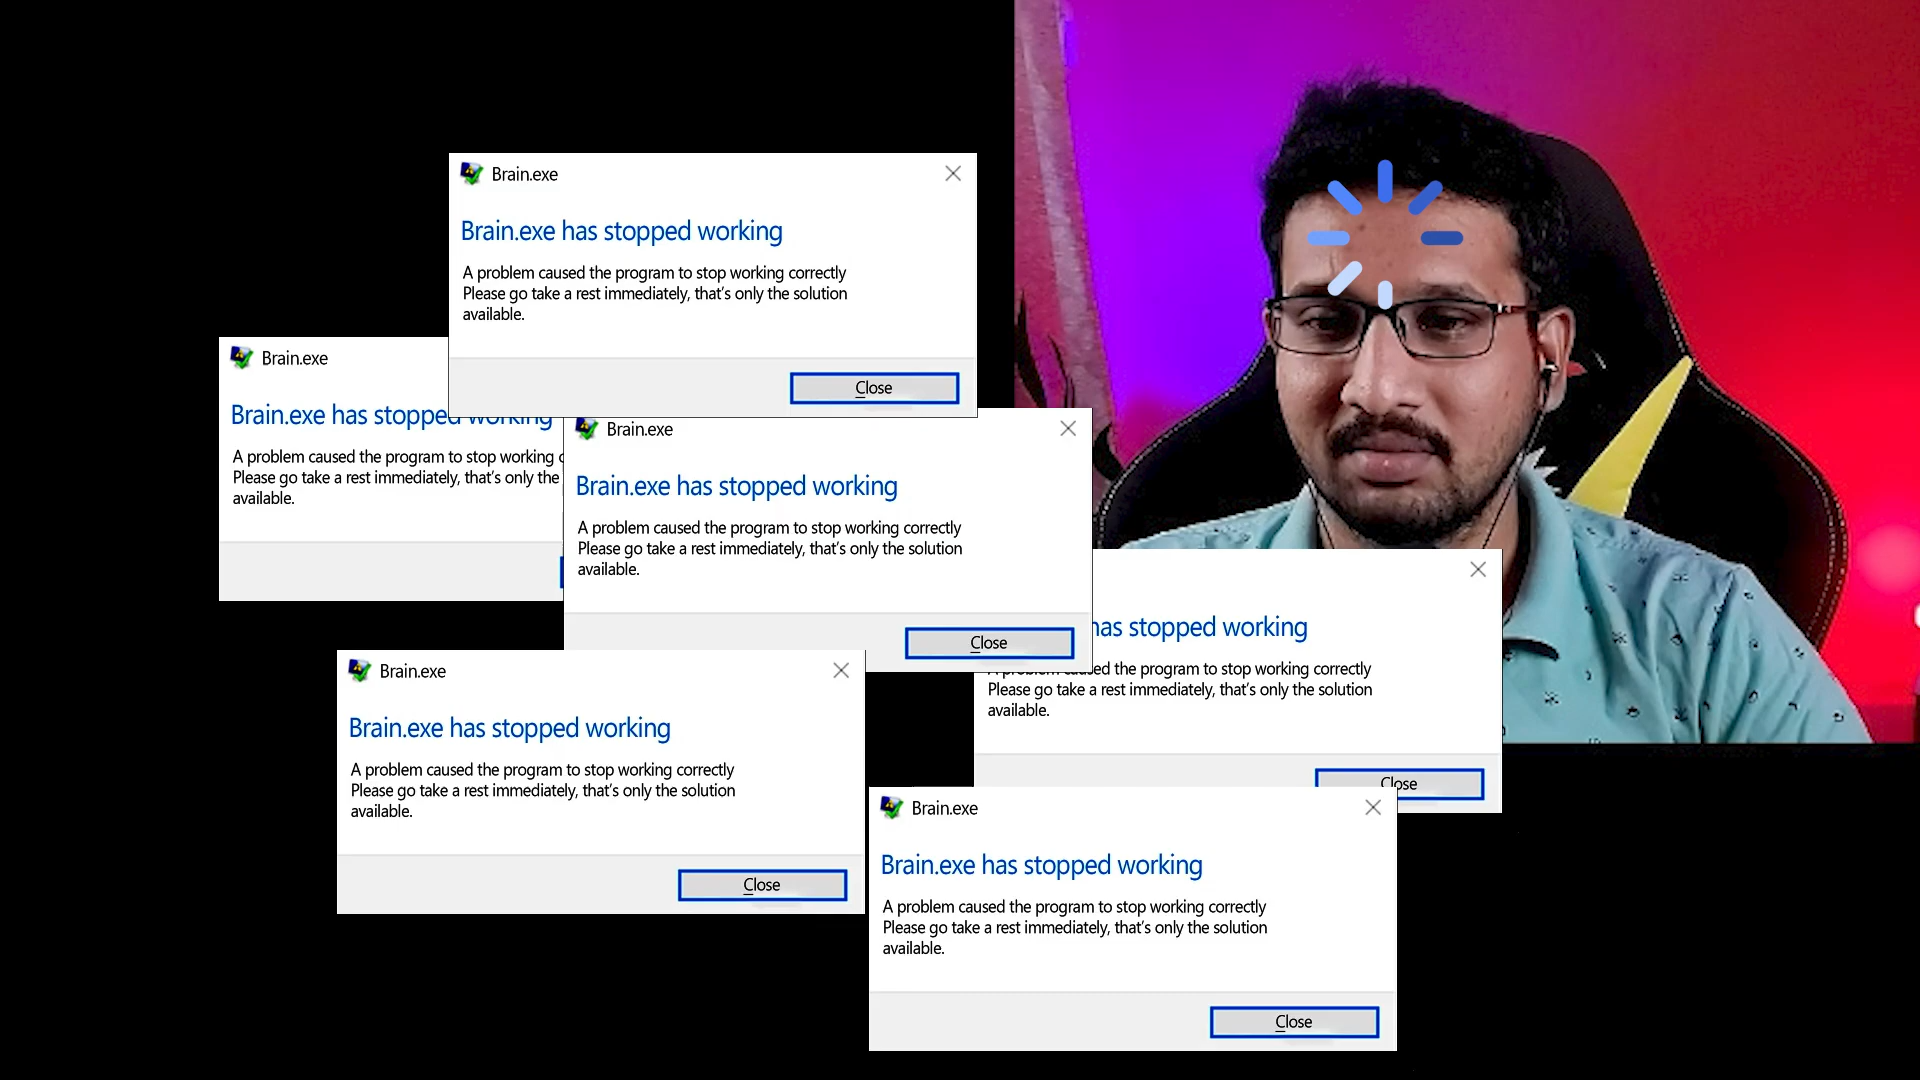 Brain.exe
Brain.exe has stopped working
A problem caused the program to stop working correctly
Please go take a rest immediately, that's only the solution
available.
Close
Brain.exe
Brain.exe has stopped working
A problem caused the program to stop working
Please go take a rest immediately, that's only the
available.
Brain.exe
Brain.exe has stopped working
A problem caused the program to stop working correctly
Please go take a rest immediately, that's only the solution
available.
Close
has stopped working
A problem caused the program to stop working correctly
Please go take a rest immediately, that's only the solution
available.
Close
Brain.exe
Brain.exe has stopped working
A problem caused the program to stop working correctly
Please go take a rest immediately, that's only the solution
available.
Close
Brain.exe
Brain.exe has stopped working
A problem caused the program to stop working correctly
Please go take a rest immediately, that's only the solution
available.
Close